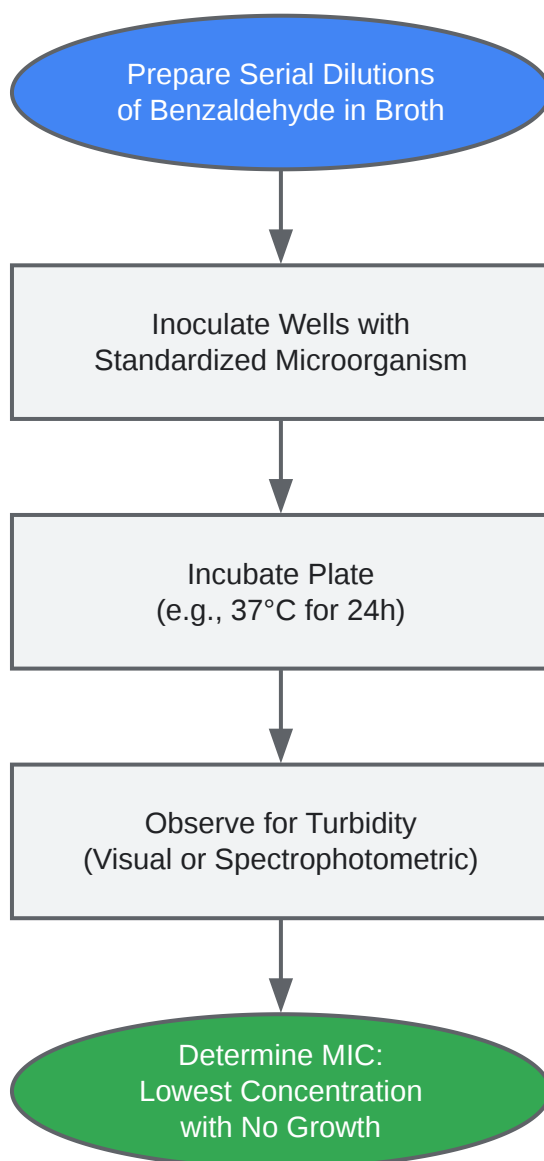 Prepare Serial Dilutions
of Benzaldehyde in Broth
Inoculate Wells with
Standardized Microorganism
Incubate Plate
(e.g., 37°C for 24h)
Observe for Turbidity
(Visual or Spectrophotometric)
Determine MIC:
Lowest Concentration
with No Growth